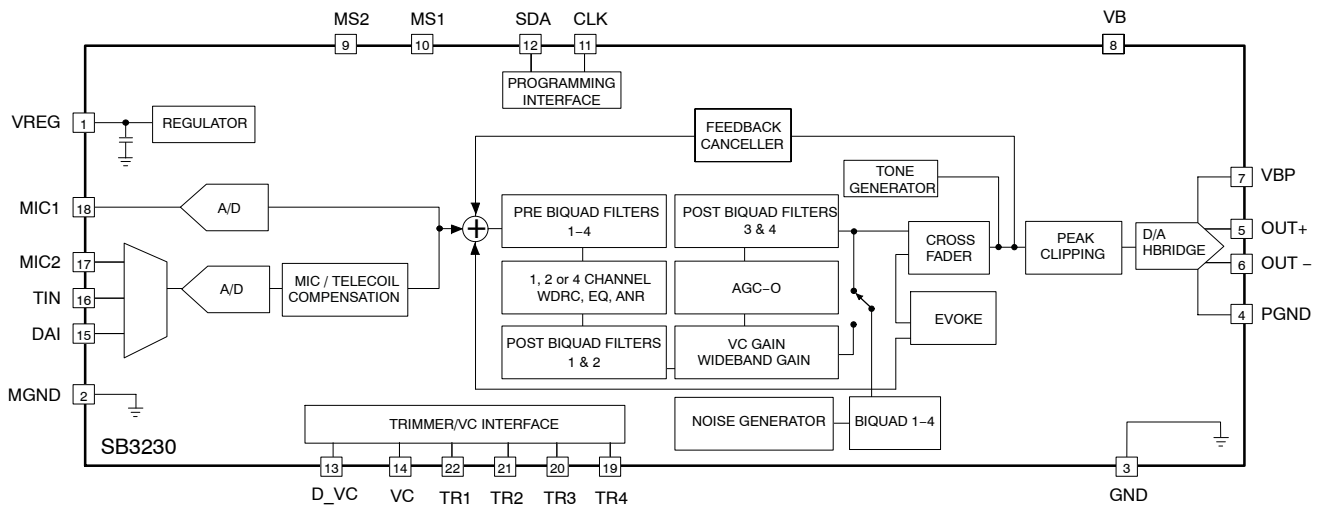 MS2
MS1
SDA
CLK
VB
9
10
12
11
8
PROGRAMMING
INTERFACE
VREG
1
REGULATOR
FEEDBACK
CANCELLER
TONE
GENERATOR
7
VBP
MIC1
18
A/D
PRE BIQUAD FILTERS
1−4
POST BIQUAD FILTERS
3 & 4
CROSS
FADER
PEAK
CLIPPING
D/A
HBRIDGE
5
OUT+
6
OUT −
MIC2
17
TIN
16
DAI
15
A/D
MIC / TELECOIL
COMPENSATION
1, 2 or 4 CHANNEL
WDRC, EQ, ANR
AGC−O
EVOKE
4
PGND
POST BIQUAD FILTERS
1 & 2
VC GAIN
WIDEBAND GAIN
MGND
2
NOISE GENERATOR
BIQUAD 1−4
TRIMMER/VC INTERFACE
SB3230
13
14
22
21
20
19
3
D_VC
VC
TR1
TR2
TR3
TR4
GND